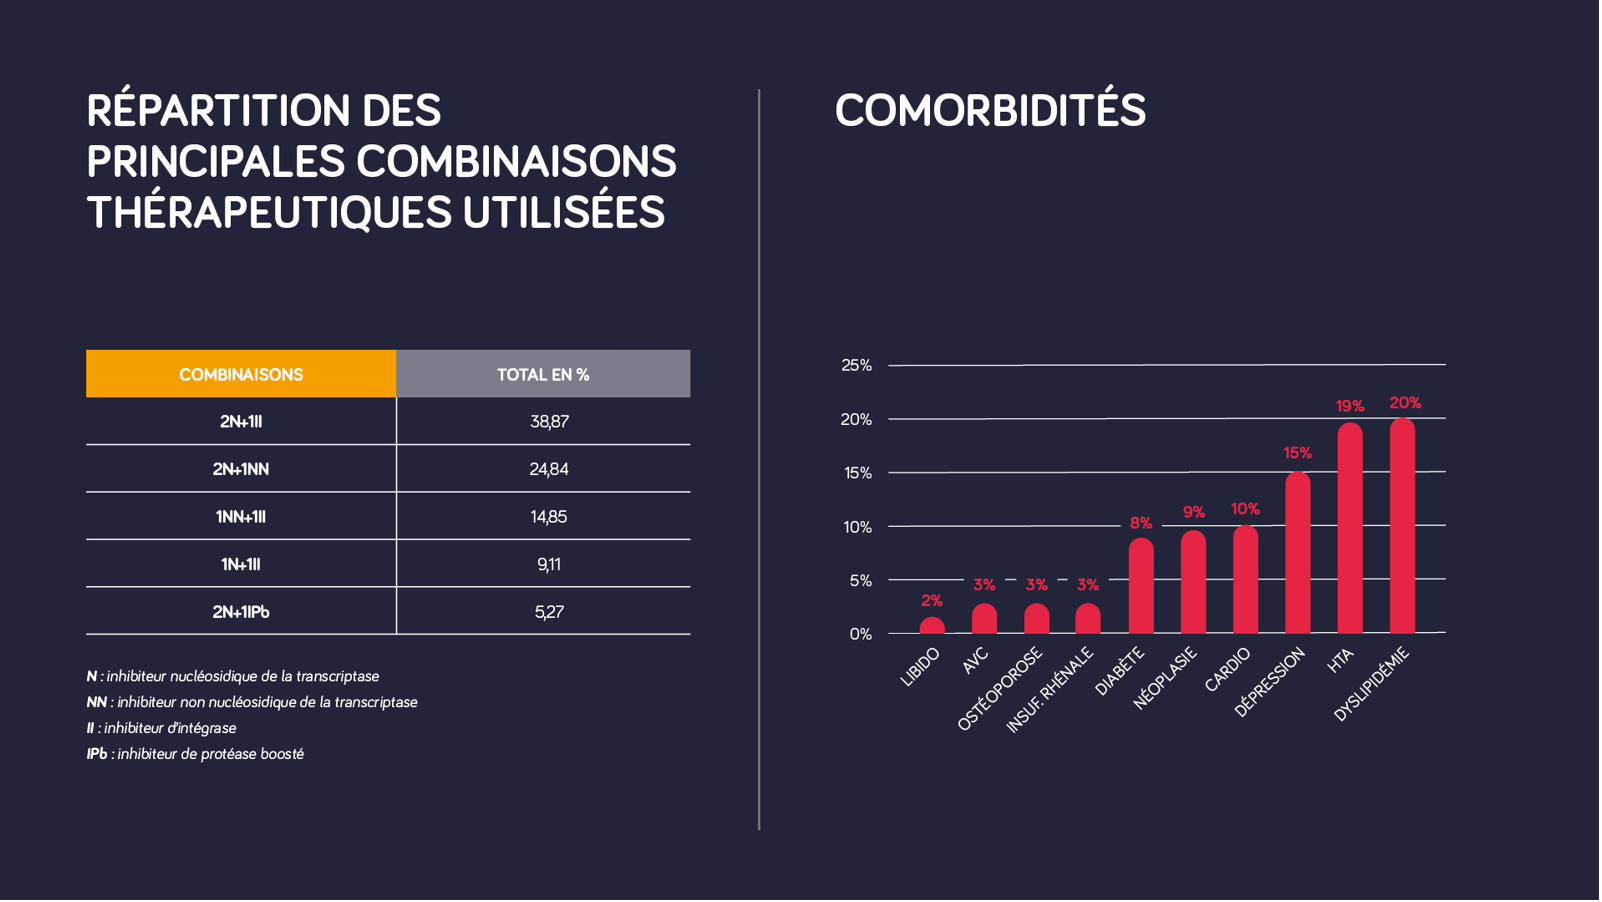 RÉPARTITION DES
PRINCIPALES COMBINAISONS
THÉRAPEUTIQUES UTILISÉES
COMBINAISONS TOTAL EN %
2N+1II 38,87
2N+1NN 24,84
1NN+1II 14,85
1N+1II 9,11
2N+1IPb 5,27
N : inhibiteur nucléosidique de la transcriptase
NN : inhibiteur non nucléosidique de la transcriptase
II : inhibiteur d'intégrase
IPb : inhibiteur de protéase boosté
COMORBIDITÉS
25%
20%
15%
10%
5%
0%
2%
3%
3%
3%
8%
9%
10%
15%
19%
20%
LIBIDO
AVC
OSTÉOPOROSE
INSUF. RHÉNALE
DIABÈTE
NÉOPLASIE
CARDIO
DÉPRESSION
HTA
DYSLIPIDÉMIE